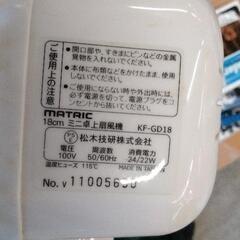 ご使用上の注意
●開口部や、すきまにピンなどの金属
異物を入れないでください。
●本体に布類などをかけたまま、使用
しないでください。
●使用にならない時や外出時には、
必ず電源を切って、電源プラグをコ
ンセントから抜いてください。
MATRIC
18cm ミニ卓上扇風機 KF-GD18
松木技研株式会社
電圧 周波数 消費電力
100V 50/60Hz 24/22W
温度ヒューズ：115℃ MADE IN TAIWAN
No. V 11005600